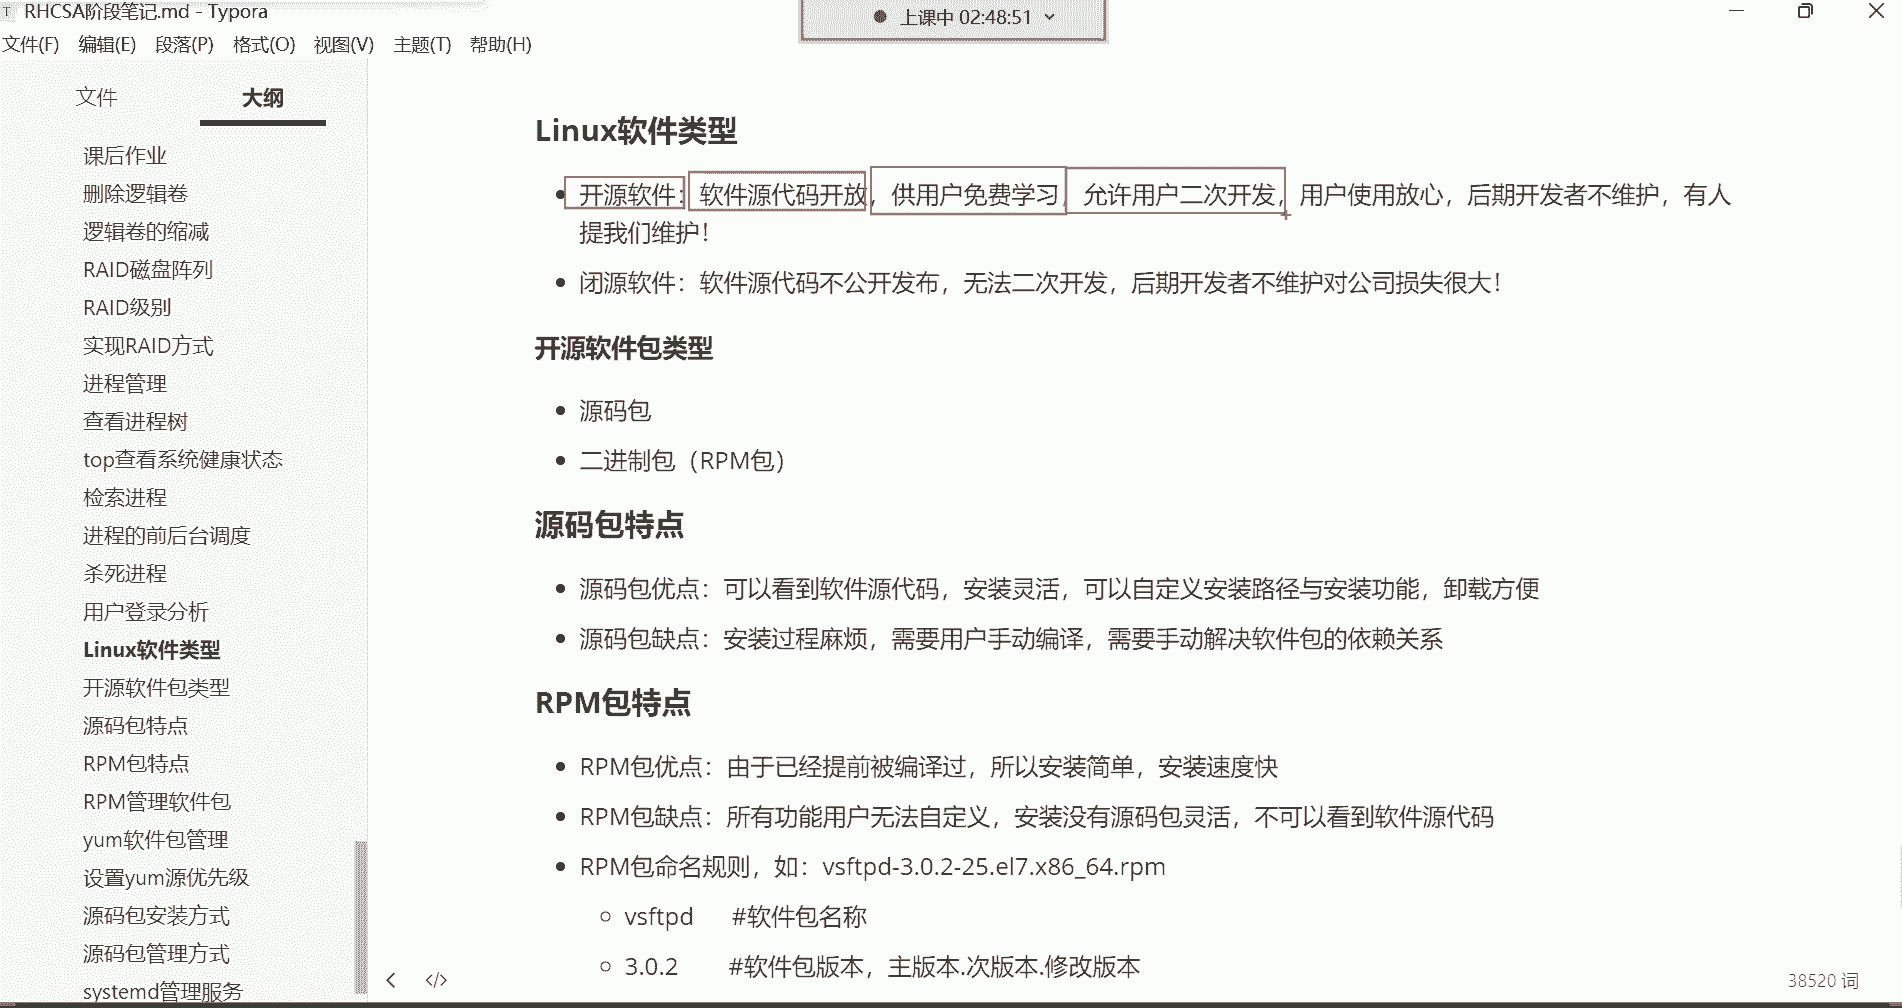 RHCSA阶段笔记.md - Typora
上课中 02:48:51
文件(F) 编辑(E) 段落(P) 格式(O) 视图(V) 主题(T) 帮助(H)
文件 大纲
课后作业
删除逻辑卷
逻辑卷的缩减
RAID磁盘阵列
RAID级别
实现RAID方式
进程管理
查看进程树
top查看系统健康状态
检索进程
进程的前后台调度
杀死进程
用户登录分析
Linux软件类型
开源软件包类型
源码包特点
RPM包特点
RPM管理软件包
yum软件包管理
设置yum源优先级
源码包安装方式
源码包管理方式
systemd管理服务
Linux软件类型
开源软件：软件源代码开放，供用户免费学习，允许用户二次开发，用户使用放心，后期开发者不维护，有人
提我们维护！
闭源软件：软件源代码不公开发布，无法二次开发，后期开发者不维护对公司损失很大！
开源软件包类型
源码包
二进制包（RPM包）
源码包特点
源码包优点：可以看到软件源代码，安装灵活，可以自定义安装路径与安装功能，卸载方便
源码包缺点：安装过程麻烦，需要用户手动编译，需要手动解决软件包的依赖关系
RPM包特点
RPM包优点：由于已经提前被编译过，所以安装简单，安装速度快
RPM包缺点：所有功能用户无法自定义，安装没有源码包灵活，不可以看到软件源代码
RPM包命名规则，如：vsftpd-3.0.2-25.el7.x86_64.rpm
vsftpd #软件包名称
3.0.2 #软件包版本，主版本.次版本.修改版本
</>
38520 词